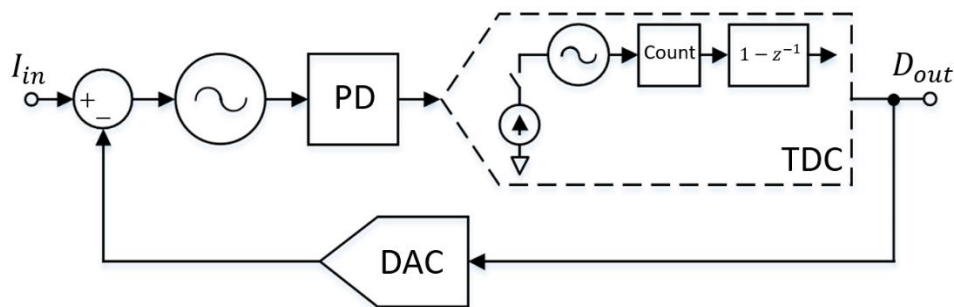 I_in
+
−
PD
Count
1 − z⁻¹
TDC
D_out
DAC